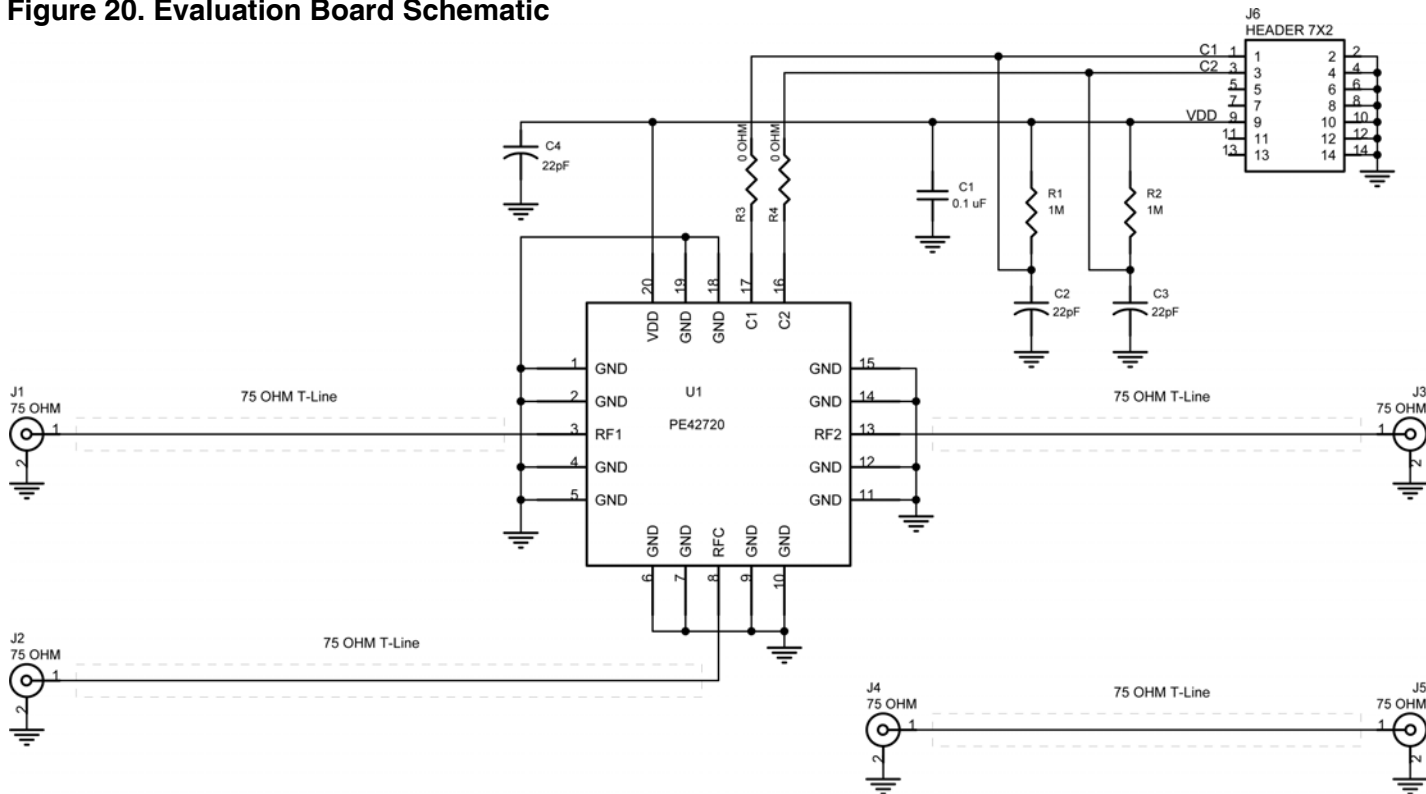 Figure 20. Evaluation Board Schematic
J6
HEADER 7X2
C1 1 1 2 2
C2 3 3 4 4
5 5 6 6
7 7 8 8
VDD 9 9 10 10
11 11 12 12
13 13 14 14
C4
22pF
0 OHM
R3
0 OHM
R4
C1
0.1 uF
R1
1M
R2
1M
C2
22pF
C3
22pF
20 19 18 17 16
VDD GND GND C1 C2
1 GND
2 GND
3 RF1
4 GND
5 GND
U1
PE42720
GND 15
GND 14
RF2 13
GND 12
GND 11
GND GND RFC GND GND
6 7 8 9 10
J1
75 OHM
1
2
75 OHM T-Line
75 OHM T-Line
J3
75 OHM
1
2
J2
75 OHM
1
2
75 OHM T-Line
J4
75 OHM
1
2
75 OHM T-Line
J5
75 OHM
1
2